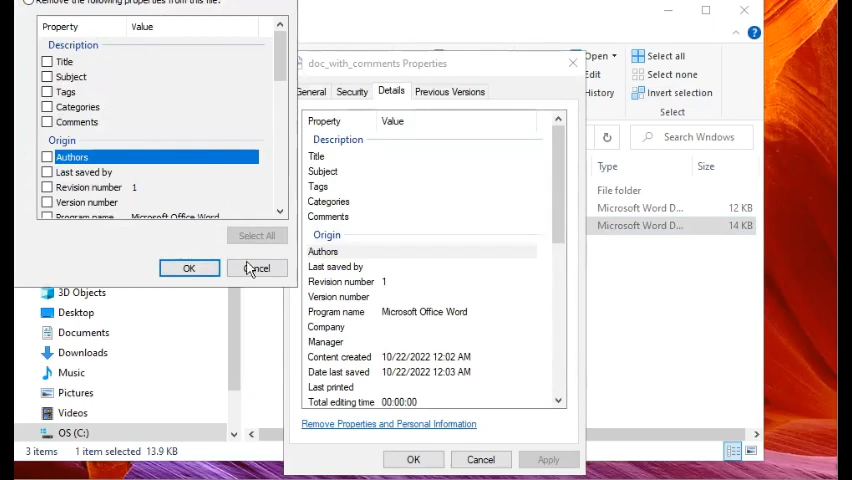 Remove the following properties from this file:
Property Value
Description
Title
Subject
Tags
Categories
Comments
Origin
Authors
Last saved by
Revision number 1
Version number
Program name Microsoft Office Word
Select All
OK
3D Objects
Desktop
Documents
Downloads
Music
Pictures
Videos
OS (C:)
3 items 1 item selected 13.9 KB
doc_with_comments Properties
General Security Details Previous Versions
Property Value
Description
Title
Subject
Tags
Categories
Comments
Origin
Authors
Last saved by
Revision number 1
Version number
Program name Microsoft Office Word
Company
Manager
Content created 10/22/2022 12:02 AM
Date last saved 10/22/2022 12:03 AM
Last printed
Total editing time 00:00:00
Remove Properties and Personal Information
OK Cancel Apply
Open Select all
Edit Select none
History Invert selection
Select
Search Wndows
Type Size
File folder
Microsoft Word D... 12 KB
Microsoft Word D... 14 KB